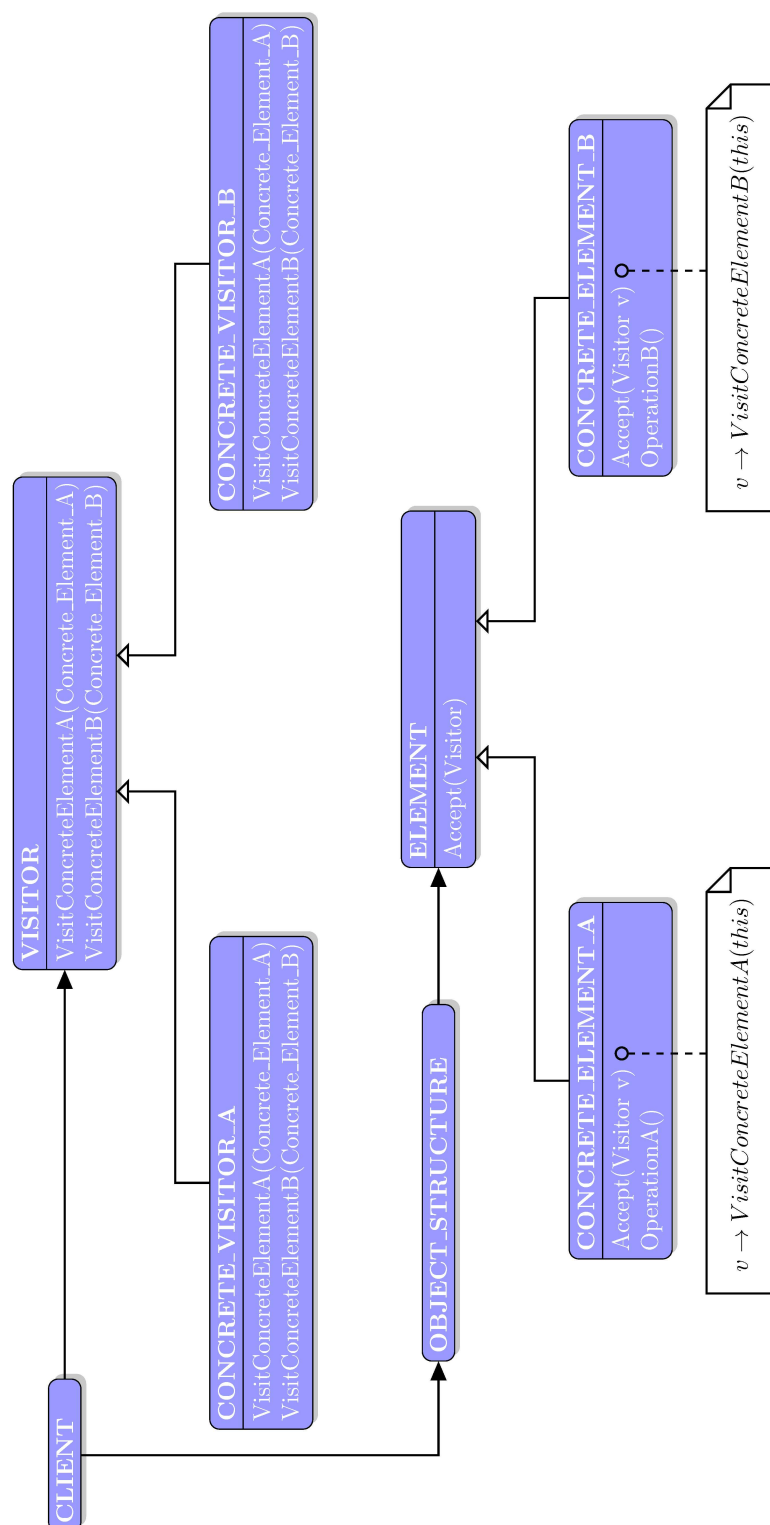 CLIENT
VISITOR
VisitConcreteElementA(Concrete_Element_A)
VisitConcreteElementB(Concrete_Element_B)
CONCRETE_VISITOR_A
VisitConcreteElementA(Concrete_Element_A)
VisitConcreteElementB(Concrete_Element_B)
CONCRETE_VISITOR_B
VisitConcreteElementA(Concrete_Element_A)
VisitConcreteElementB(Concrete_Element_B)
OBJECT_STRUCTURE
ELEMENT
Accept(Visitor)
CONCRETE_ELEMENT_A
Accept(Visitor v)
OperationA()
CONCRETE_ELEMENT_B
Accept(Visitor v)
OperationB()
v → VisitConcreteElementA(this)
v → VisitConcreteElementB(this)